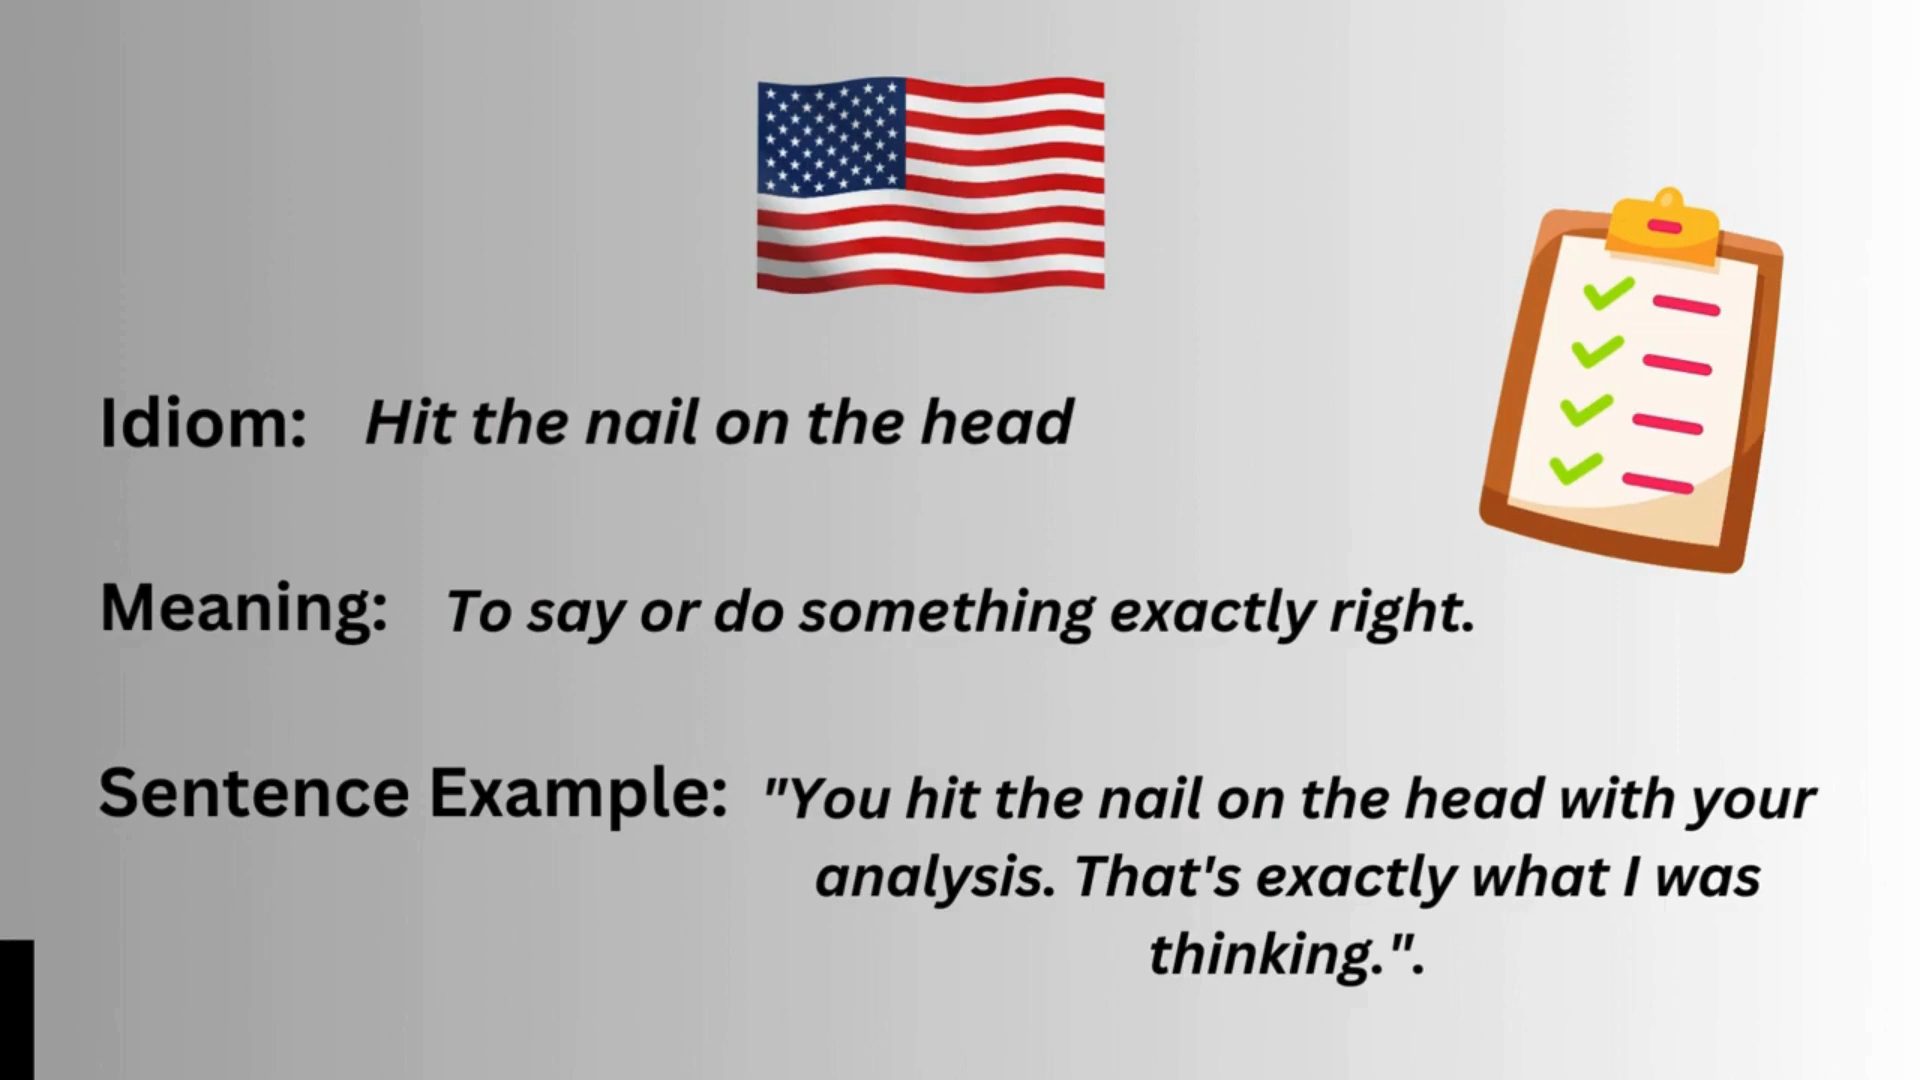 Idiom: Hit the nail on the head
Meaning: To say or do something exactly right.
Sentence Example: "You hit the nail on the head with your
analysis. That's exactly what I was
thinking.".